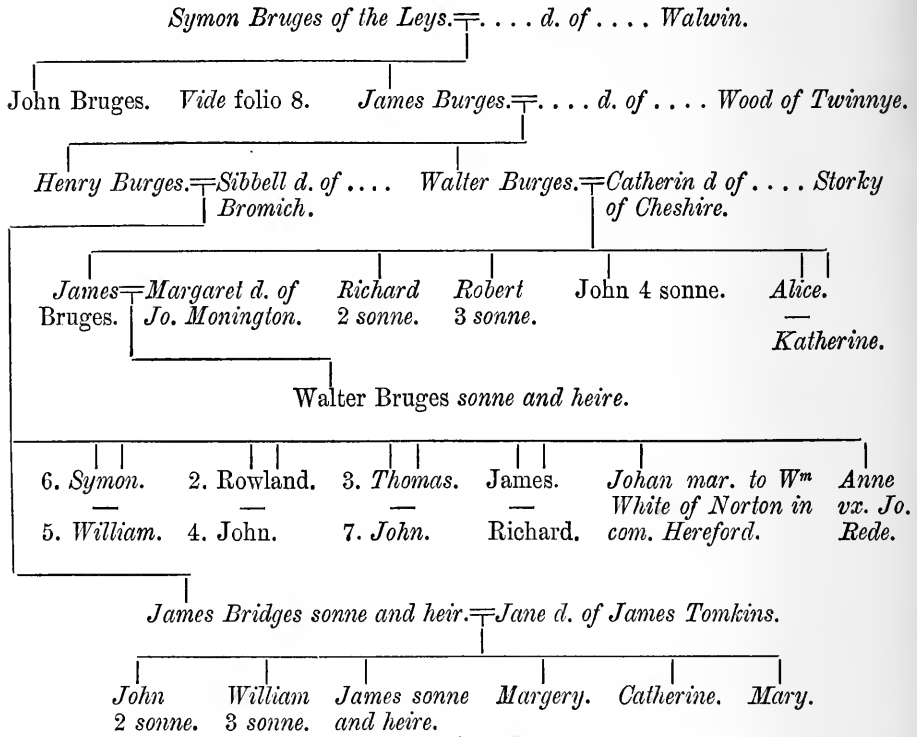 Symon Bruges of the Leys.=.... d. of .... Walwin.
John Bruges. Vide folio 8. James Burges.=.... d. of .... Wood of Twinnye.
Henry Burges.=Sibbell d. of .... Walter Burges.=Catherin d of .... Storky
Bromich. of Cheshire.
James=Margaret d. of Richard Robert John 4 sonne. Alice.
Bruges. Jo. Monington. 2 sonne. 3 sonne. —
Katherine.
Walter Bruges sonne and heire.
6. Symon. 2. Rowland. 3. Thomas. James. Johan mar. to Wm Anne
— — — — White of Norton in vx. Jo.
5. William. 4. John. 7. John. Richard. com. Hereford. Rede.
James Bridges sonne and heir.=Jane d. of James Tomkins.
John William James sonne Margery. Catherine. Mary.
2 sonne. 3 sonne. and heire.